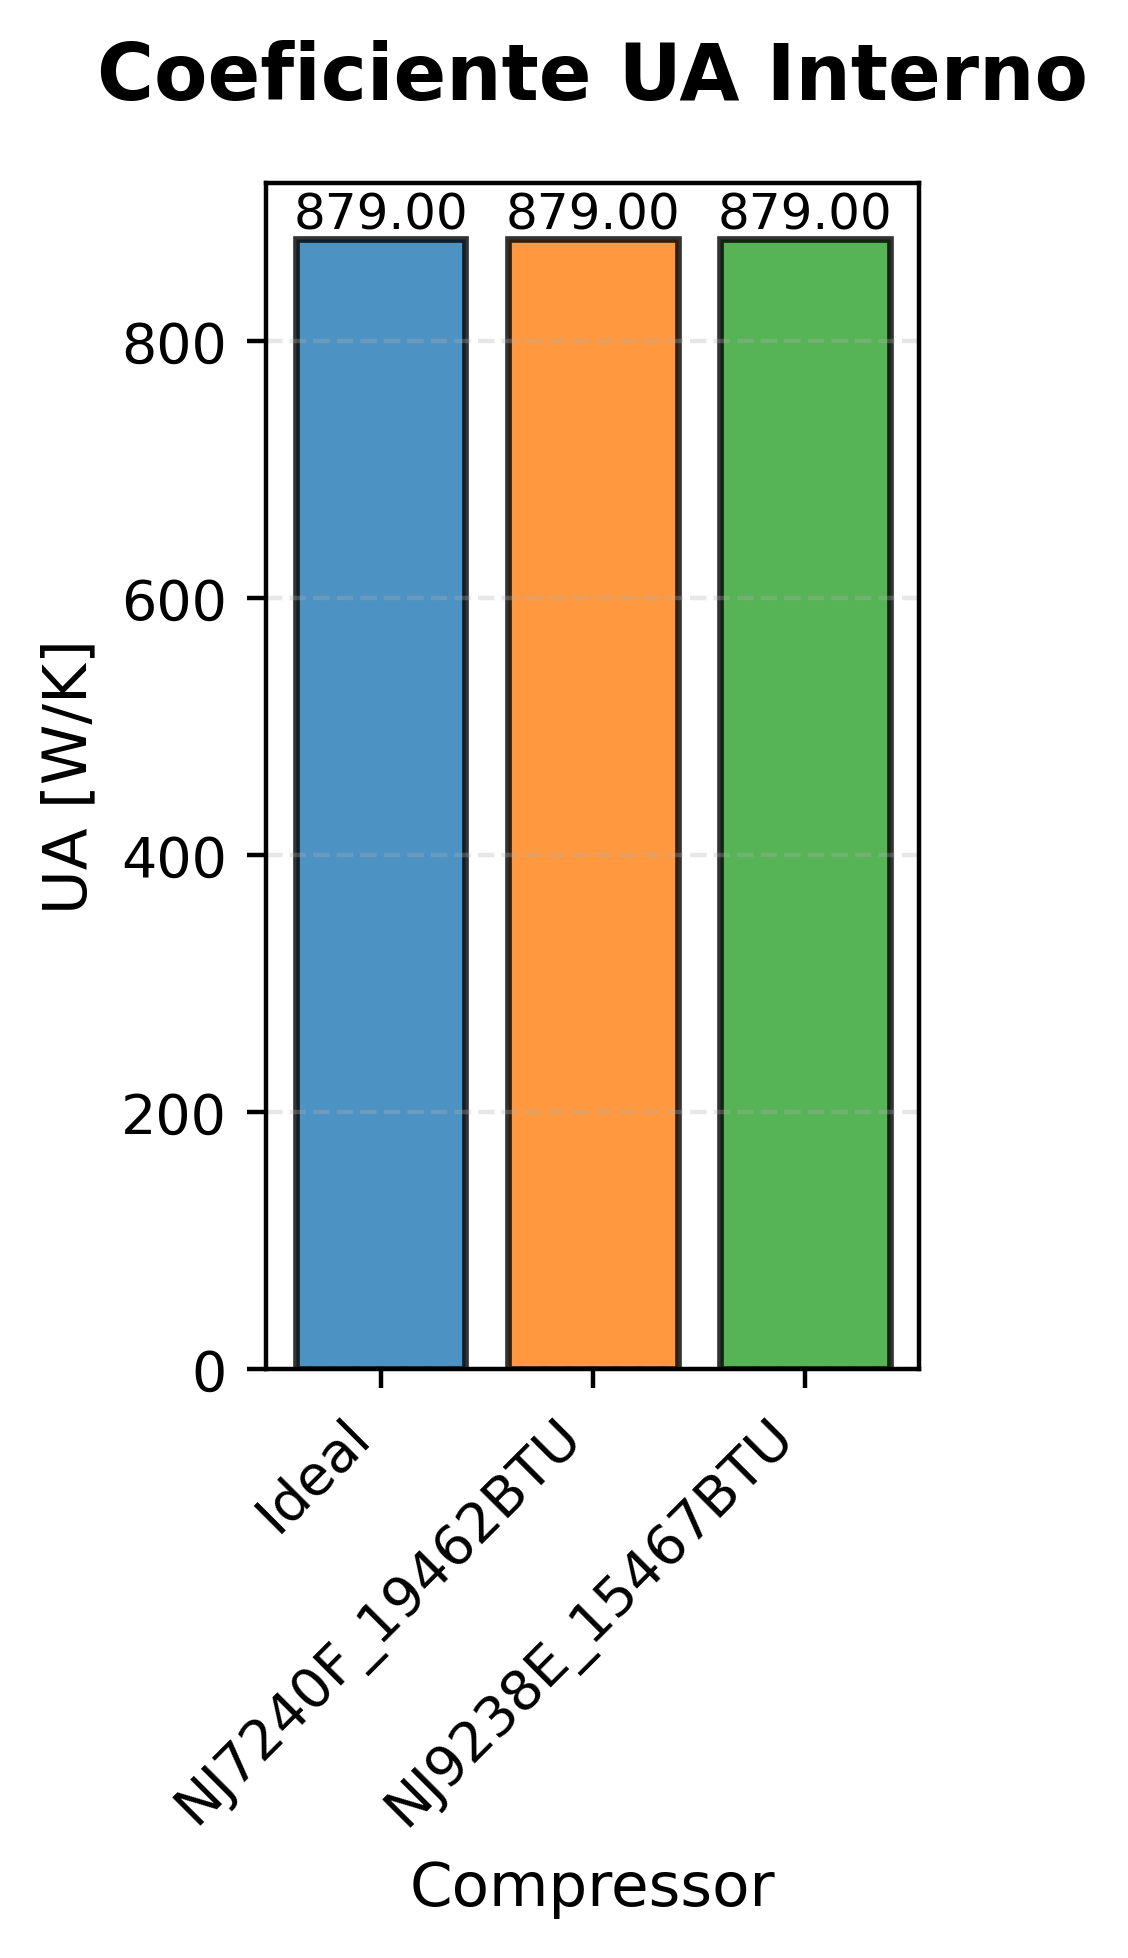 Coeficiente UA Interno
879.00 879.00 879.00
800
600
400
200
0
UA [W/K]
Ideal
NJ7240F_19462BTU
NJ9238E_15467BTU
Compressor